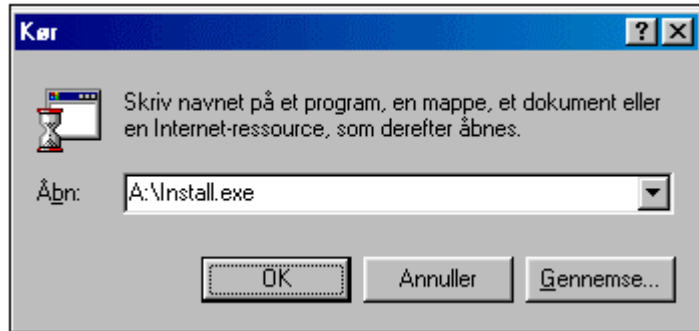 Kør
Skriv navnet på et program, en mappe, et dokument eller
en Internet-ressource, som derefter åbnes.
Åbn: A:\Install.exe
OK Annuller Gennemse...